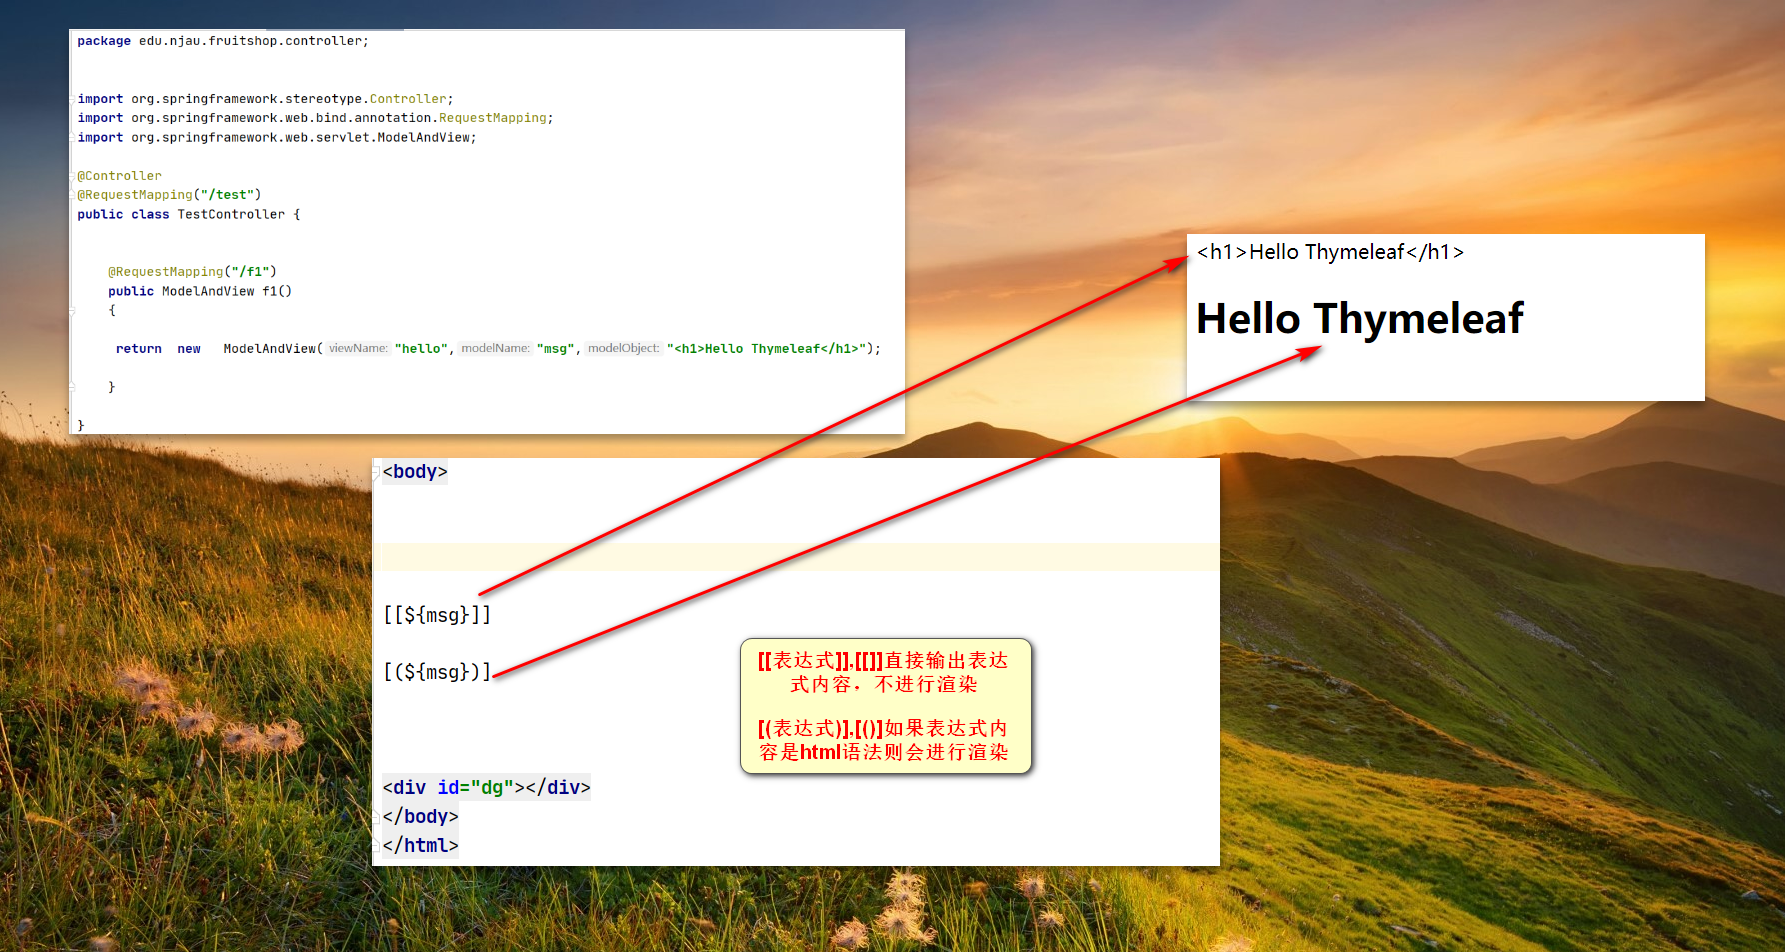 package edu.njau.fruitshop.controller;
import org.springframework.stereotype.Controller;
import org.springframework.web.bind.annotation.RequestMapping;
import org.springframework.web.servlet.ModelAndView;
@Controller
@RequestMapping("/test")
public class TestController {
@RequestMapping("/f1")
public ModelAndView f1()
{
return new ModelAndView( viewName: "hello", modelName: "msg", modelObject: "<h1>Hello Thymeleaf</h1>");
}
}
<h1>Hello Thymeleaf</h1>
Hello Thymeleaf
<body>
[[${msg}]]
[(${msg})]
[[表达式]],[[]]直接输出表达
式内容，不进行渲染
[(表达式)],[()]如果表达式内
容是html语法则会进行渲染
<div id="dg"></div>
</body>
</html>